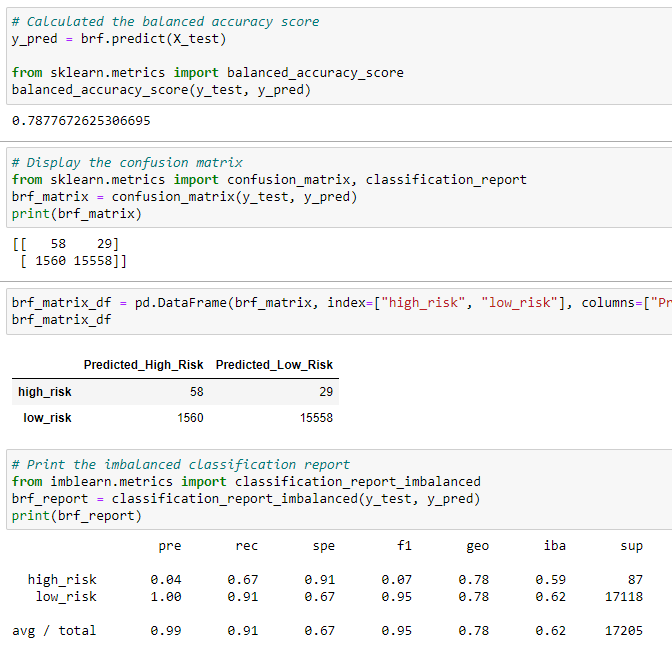 # Calculated the balanced accuracy score
y_pred = brf.predict(X_test)
from sklearn.metrics import balanced_accuracy_score
balanced_accuracy_score(y_test, y_pred)
0.7877672625306695
# Display the confusion matrix
from sklearn.metrics import confusion_matrix, classification_report
brf_matrix = confusion_matrix(y_test, y_pred)
print(brf_matrix)
[[   58    29]
 [ 1560 15558]]
brf_matrix_df = pd.DataFrame(brf_matrix, index=["high_risk", "low_risk"], columns=["Pr
brf_matrix_df
Predicted_High_Risk Predicted_Low_Risk
high_risk 58 29
low_risk 1560 15558
# Print the imbalanced classification report
from imblearn.metrics import classification_report_imbalanced
brf_report = classification_report_imbalanced(y_test, y_pred)
print(brf_report)
pre rec spe f1 geo iba sup
high_risk 0.04 0.67 0.91 0.07 0.78 0.59 87
low_risk 1.00 0.91 0.67 0.95 0.78 0.62 17118
avg / total 0.99 0.91 0.67 0.95 0.78 0.62 17205